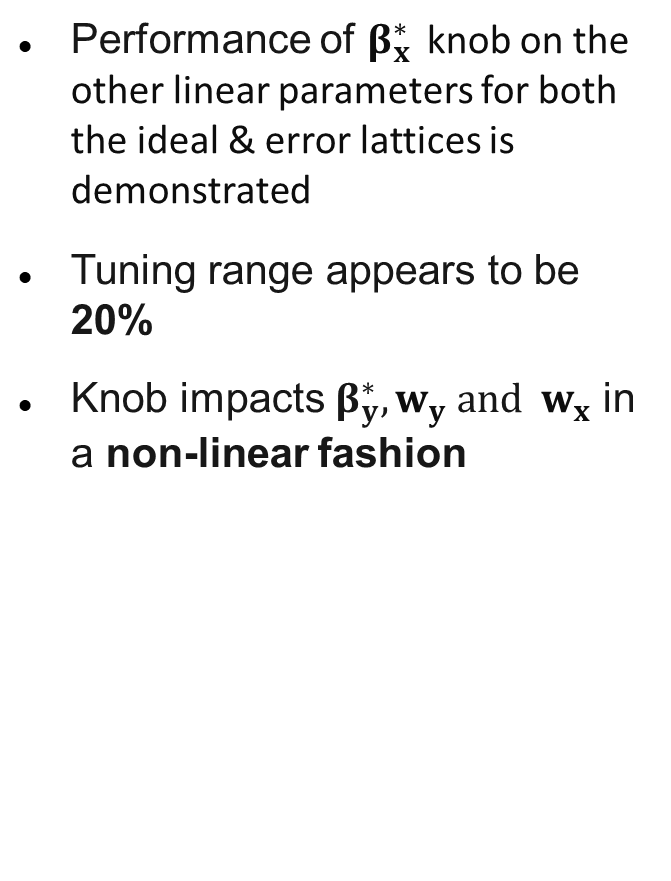 • Performance of β*x knob on the
other linear parameters for both
the ideal & error lattices is
demonstrated
• Tuning range appears to be
20%
• Knob impacts β*y, wy and wx in
a non-linear fashion